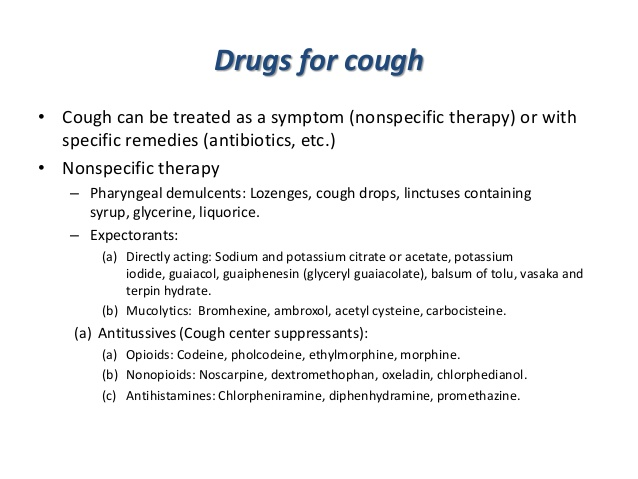 Drugs for cough
• Cough can be treated as a symptom (nonspecific therapy) or with
specific remedies (antibiotics, etc.)
• Nonspecific therapy
– Pharyngeal demulcents: Lozenges, cough drops, linctuses containing
syrup, glycerine, liquorice.
– Expectorants:
(a) Directly acting: Sodium and potassium citrate or acetate, potassium
iodide, guaiacol, guaiphenesin (glyceryl guaiacolate), balsum of tolu, vasaka and
terpin hydrate.
(b) Mucolytics: Bromhexine, ambroxol, acetyl cysteine, carbocisteine.
(a) Antitussives (Cough center suppressants):
(a) Opioids: Codeine, pholcodeine, ethylmorphine, morphine.
(b) Nonopioids: Noscarpine, dextromethophan, oxeladin, chlorphedianol.
(c) Antihistamines: Chlorpheniramine, diphenhydramine, promethazine.